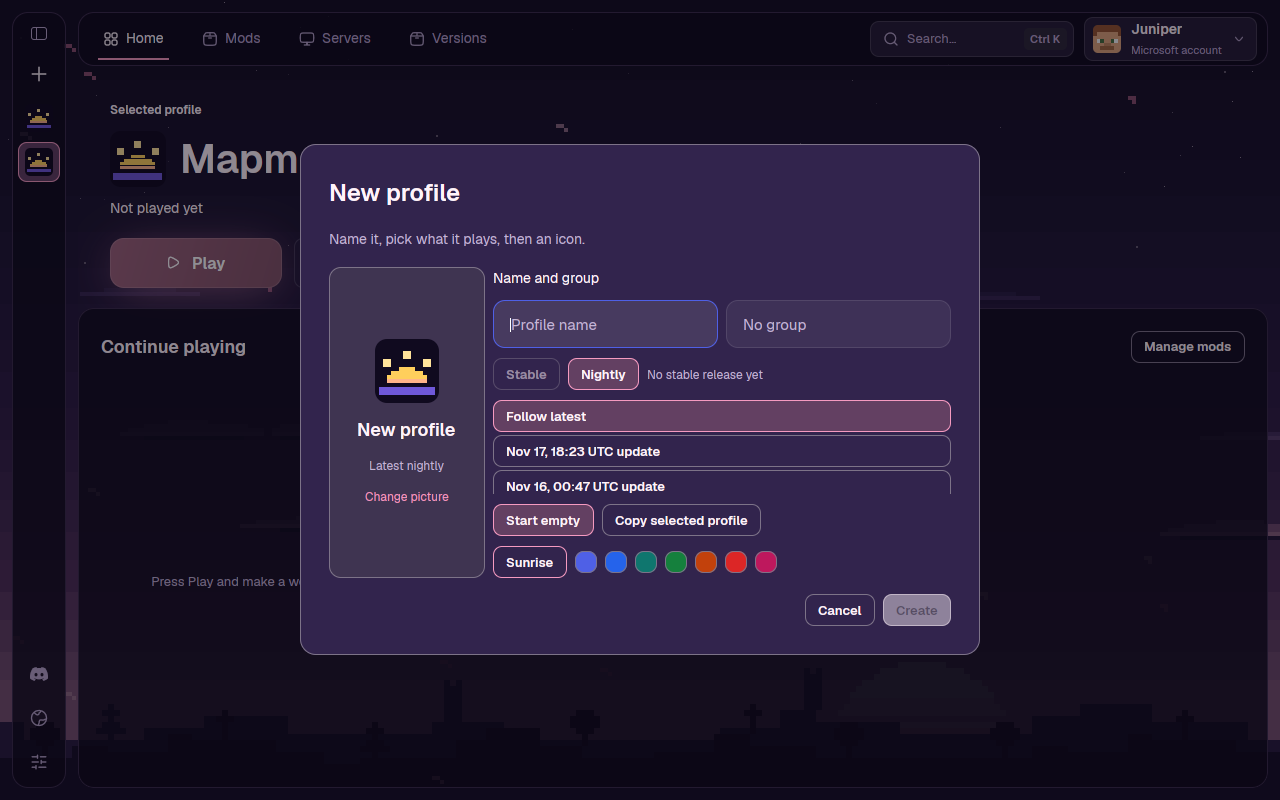 Home
Mods
Servers
Versions
Search...
Ctrl K
Juniper
Microsoft account
Selected profile
Mapm
Not played yet
Play
Continue playing
Manage mods
Press Play and make a w
New profile
Name it, pick what it plays, then an icon.
New profile
Latest nightly
Change picture
Name and group
Profile name
No group
Stable
Nightly
No stable release yet
Follow latest
Nov 17, 18:23 UTC update
Nov 16, 00:47 UTC update
Start empty
Copy selected profile
Sunrise
Cancel
Create